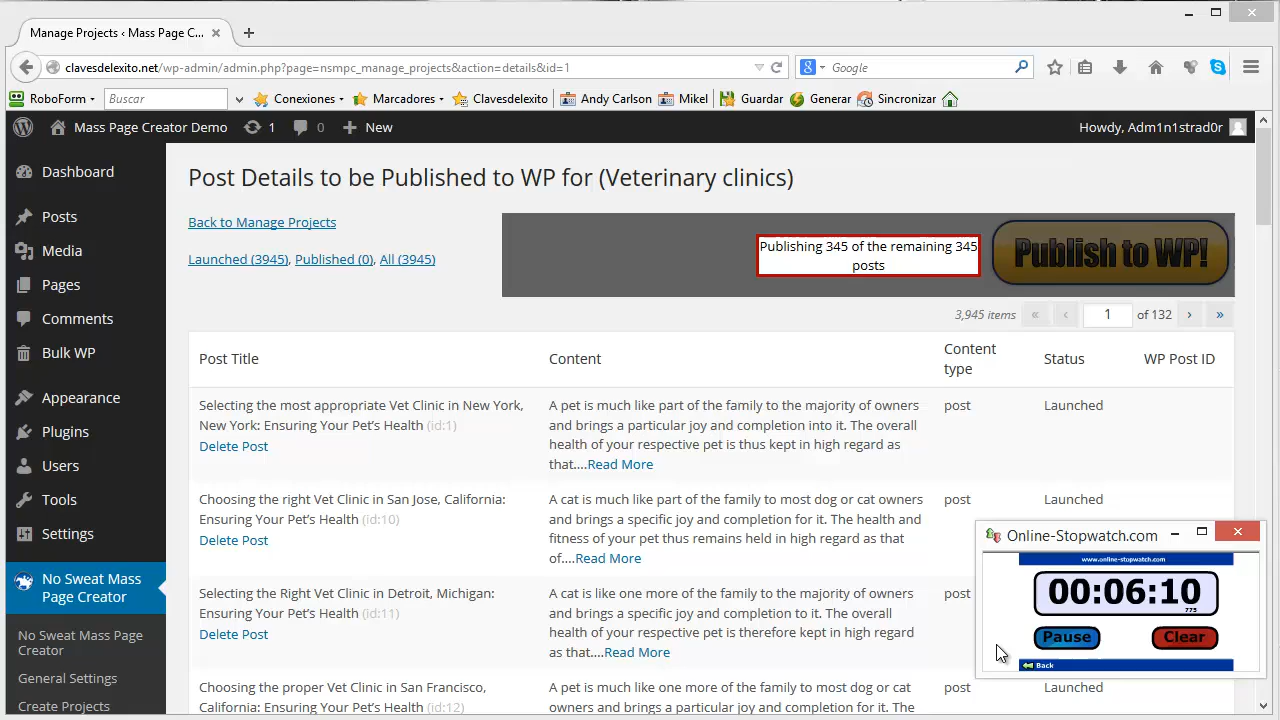 Manage Projects ‹ Mass Page C...
clavesdelexito.net/wp-admin/admin.php?page=nsmpc_manage_projects&action=details&id=1
Google
RoboForm
Buscar
Conexiones
Marcadores
Clavesdelexito
Andy Carlson
Mikel
Guardar
Generar
Sincronizar
Mass Page Creator Demo
1
0
New
Howdy, Adm1n1strad0r
Dashboard
Posts
Media
Pages
Comments
Bulk WP
Appearance
Plugins
Users
Tools
Settings
No Sweat Mass
Page Creator
No Sweat Mass Page
Creator
General Settings
Create Projects
Post Details to be Published to WP for (Veterinary clinics)
Back to Manage Projects
Launched (3945), Published (0), All (3945)
Publishing 345 of the remaining 345
posts
Publish to WP!
3,945 items « ‹ 1 of 132 › »
Post Title
Content
Content
type
Status
WP Post ID
Selecting the most appropriate Vet Clinic in New York,
New York: Ensuring Your Pet's Health (id:1)
Delete Post
A pet is much like part of the family to the majority of owners
and brings a particular joy and completion into it. The overall
health of your respective pet is thus kept in high regard as
that....Read More
post
Launched
Choosing the right Vet Clinic in San Jose, California:
Ensuring Your Pet's Health (id:10)
Delete Post
A cat is much like part of the family to most dog or cat owners
and brings a specific joy and completion for it. The health and
fitness of your pet thus remains held in high regard as that
of....Read More
post
Launched
Selecting the Right Vet Clinic in Detroit, Michigan:
Ensuring Your Pet's Health (id:11)
Delete Post
A cat is like one more of the family to the majority of owners
and brings a specific joy and completion to it. The overall
health of your respective pet is therefore kept in high regard
as that....Read More
post
Choosing the proper Vet Clinic in San Francisco,
California: Ensuring Your Pet's Health (id:12)
A pet is much like one more of the family to most dog or cat
owners and brings a specific joy and completion for it. The
post
Launched
Online-Stopwatch.com
www.online-stopwatch.com
00:06:10
773
Pause
Clear
Back